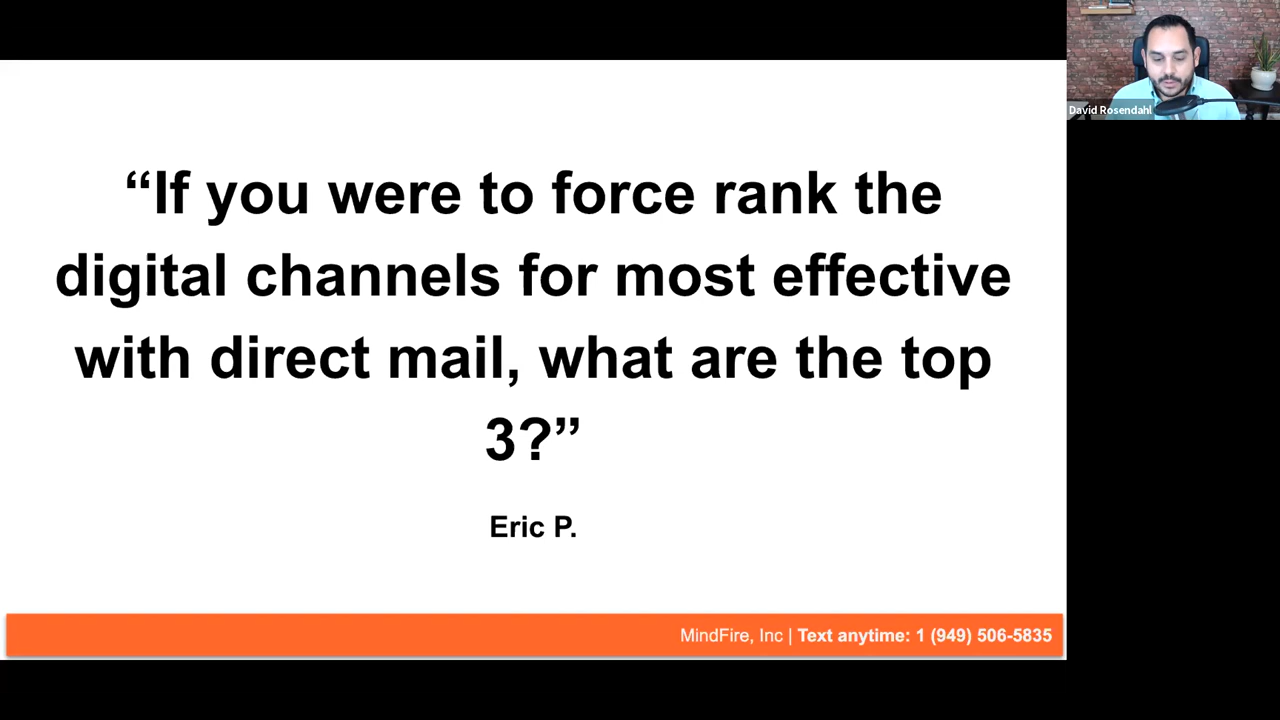 David Rosendahl
“If you were to force rank the
digital channels for most effective
with direct mail, what are the top
3?”
Eric P.
MindFire, Inc | Text anytime: 1 (949) 506-5835